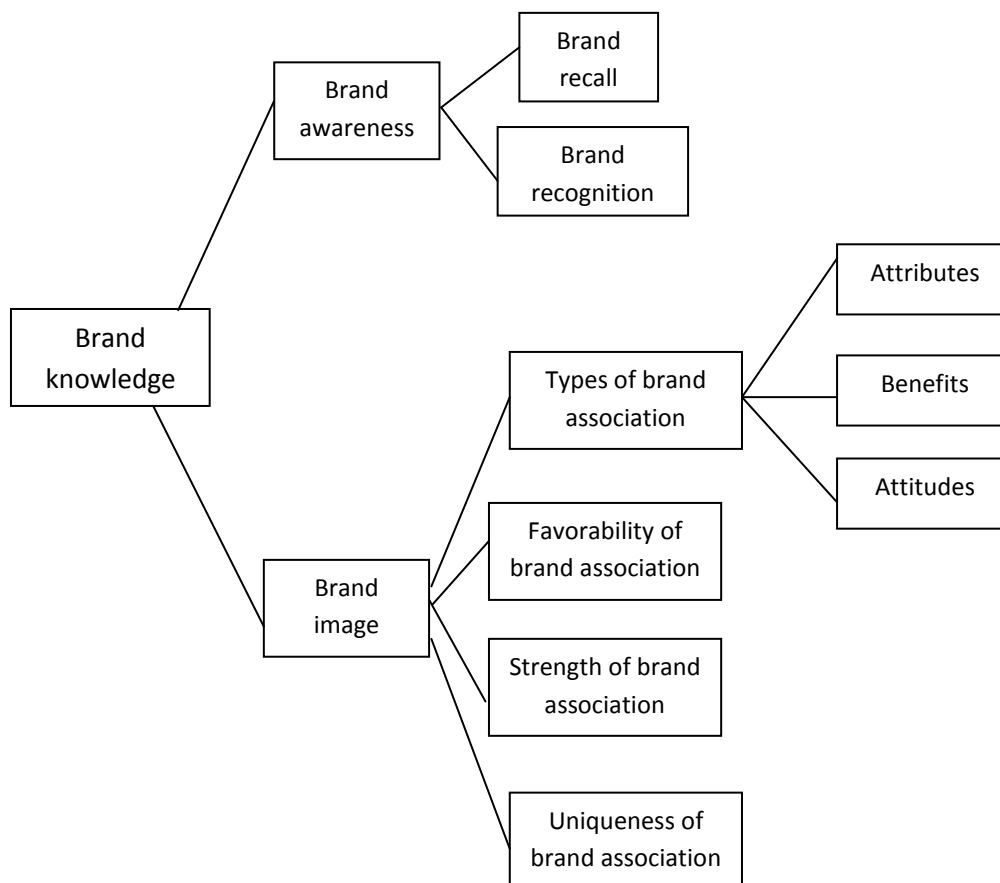 Brand
recall
Brand
awareness
Brand
recognition
Attributes
Brand
knowledge
Types of brand
association
Benefits
Attitudes
Favorability of
brand association
Brand
image
Strength of brand
association
Uniqueness of
brand association